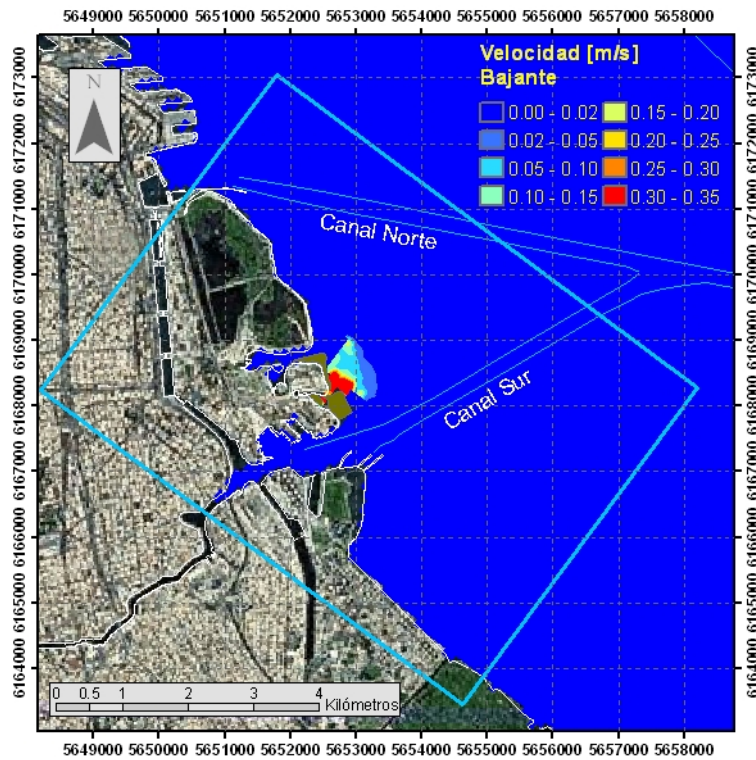 5649000 5650000 5651000 5652000 5653000 5654000 5655000 5656000 5657000 5658000
Velocidad [m/s]
Bajante
0.00 - 0.02 0.15 - 0.20
0.02 - 0.05 0.20 - 0.25
0.05 - 0.10 0.25 - 0.30
0.10 - 0.15 0.30 - 0.35
N
6173000 6173000
6172000 6172000
6171000 6171000
Canal Norte
6170000 6170000
6169000 6169000
6168000 6168000
Canal Sur
6167000 6167000
6166000 6166000
6165000 6165000
6164000 6164000
0 0.5 1 2 3 4
Kilómetros
5649000 5650000 5651000 5652000 5653000 5654000 5655000 5656000 5657000 5658000